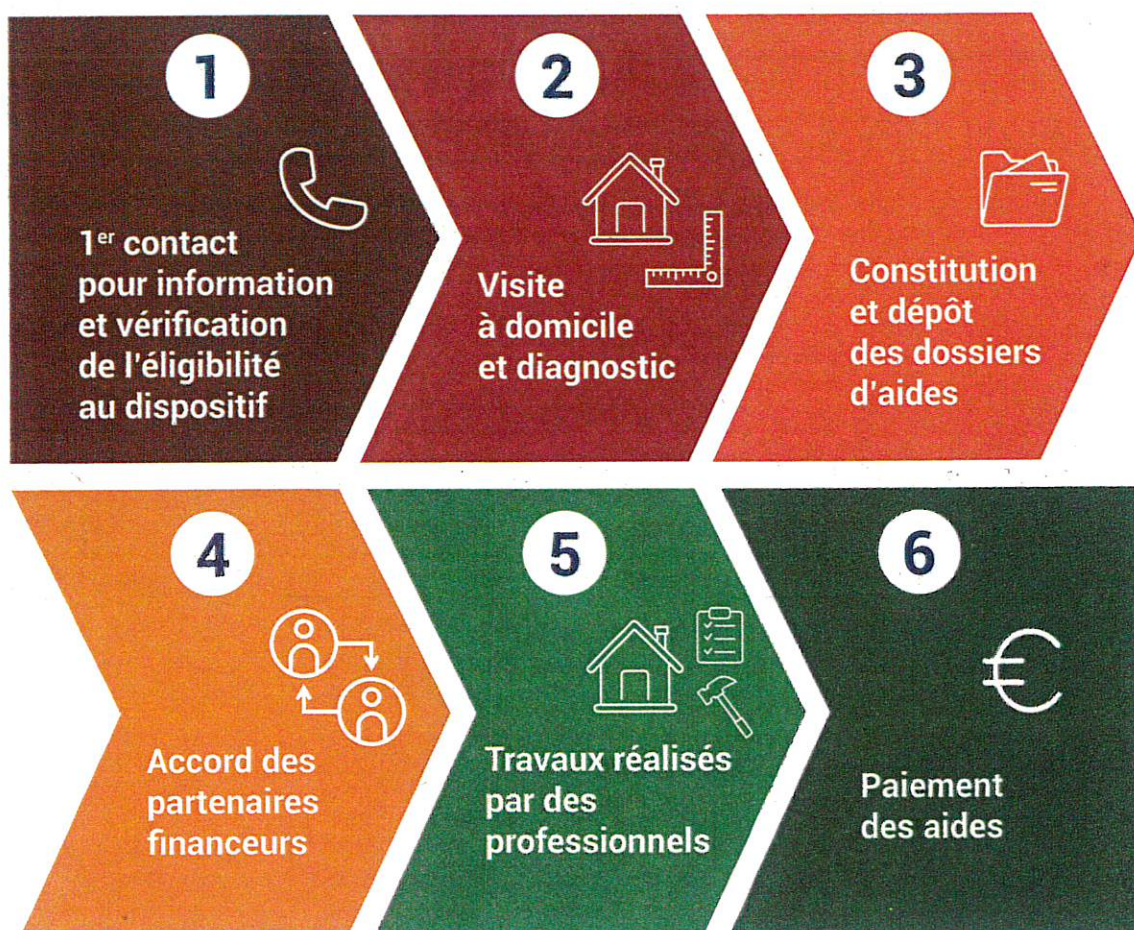 1
1er contact
pour information
et vérification
de l'éligibilité
au dispositif
2
Visite
à domicile
et diagnostic
3
Constitution
et dépôt
des dossiers
d'aides
4
Accord des
partenaires
financeurs
5
Travaux réalisés
par des
professionnels
6
€
Paiement
des aides